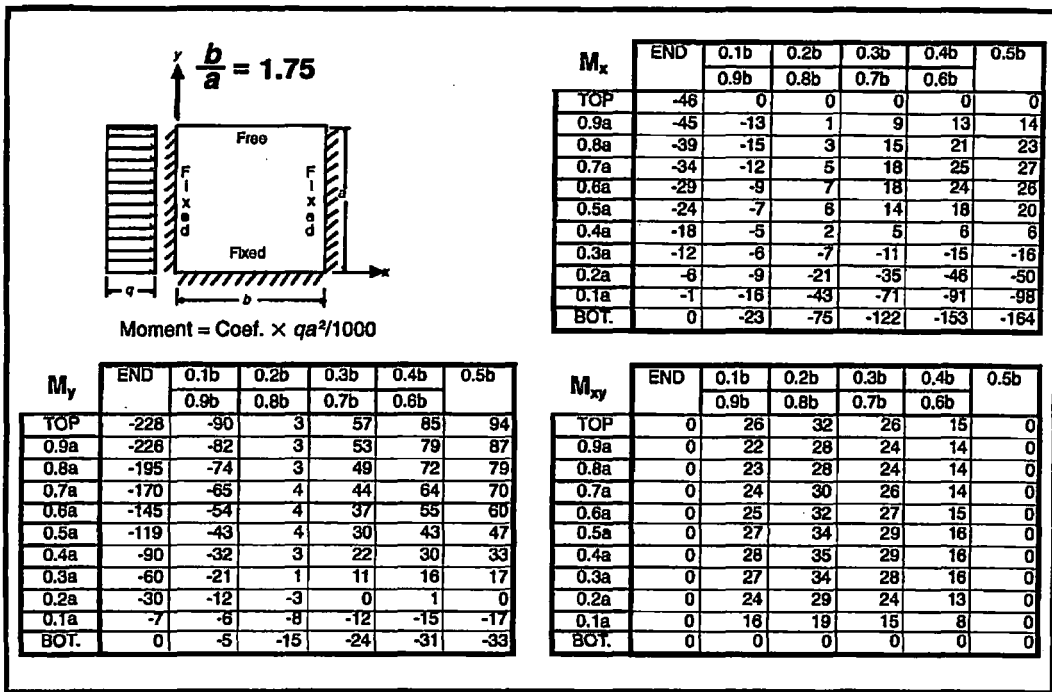 y
b/a = 1.75
Free
Fixed
Fixed
a
Fixed
x
q
b
Moment = Coef. × qa²/1000
Mx END 0.1b 0.2b 0.3b 0.4b 0.5b
0.9b 0.8b 0.7b 0.6b
TOP -46 0 0 0 0 0
0.9a -45 -13 1 9 13 14
0.8a -39 -15 3 15 21 23
0.7a -34 -12 5 18 25 27
0.6a -29 -9 7 18 24 26
0.5a -24 -7 6 14 18 20
0.4a -18 -5 2 5 6 6
0.3a -12 -6 -7 -11 -15 -16
0.2a -6 -9 -21 -35 -46 -50
0.1a -1 -16 -43 -71 -91 -98
BOT. 0 -23 -75 -122 -153 -164
My END 0.1b 0.2b 0.3b 0.4b 0.5b
0.9b 0.8b 0.7b 0.6b
TOP -228 -90 3 57 85 94
0.9a -226 -82 3 53 79 87
0.8a -195 -74 3 49 72 79
0.7a -170 -65 4 44 64 70
0.6a -145 -54 4 37 55 60
0.5a -119 -43 4 30 43 47
0.4a -90 -32 3 22 30 33
0.3a -60 -21 1 11 16 17
0.2a -30 -12 -3 0 1 0
0.1a -7 -6 -8 -12 -15 -17
BOT. 0 -5 -15 -24 -31 -33
Mxy END 0.1b 0.2b 0.3b 0.4b 0.5b
0.9b 0.8b 0.7b 0.6b
TOP 0 26 32 26 15 0
0.9a 0 22 28 24 14 0
0.8a 0 23 28 24 14 0
0.7a 0 24 30 26 14 0
0.6a 0 25 32 27 15 0
0.5a 0 27 34 29 16 0
0.4a 0 28 35 29 16 0
0.3a 0 27 34 28 16 0
0.2a 0 24 29 24 13 0
0.1a 0 16 19 15 8 0
BOT. 0 0 0 0 0 0